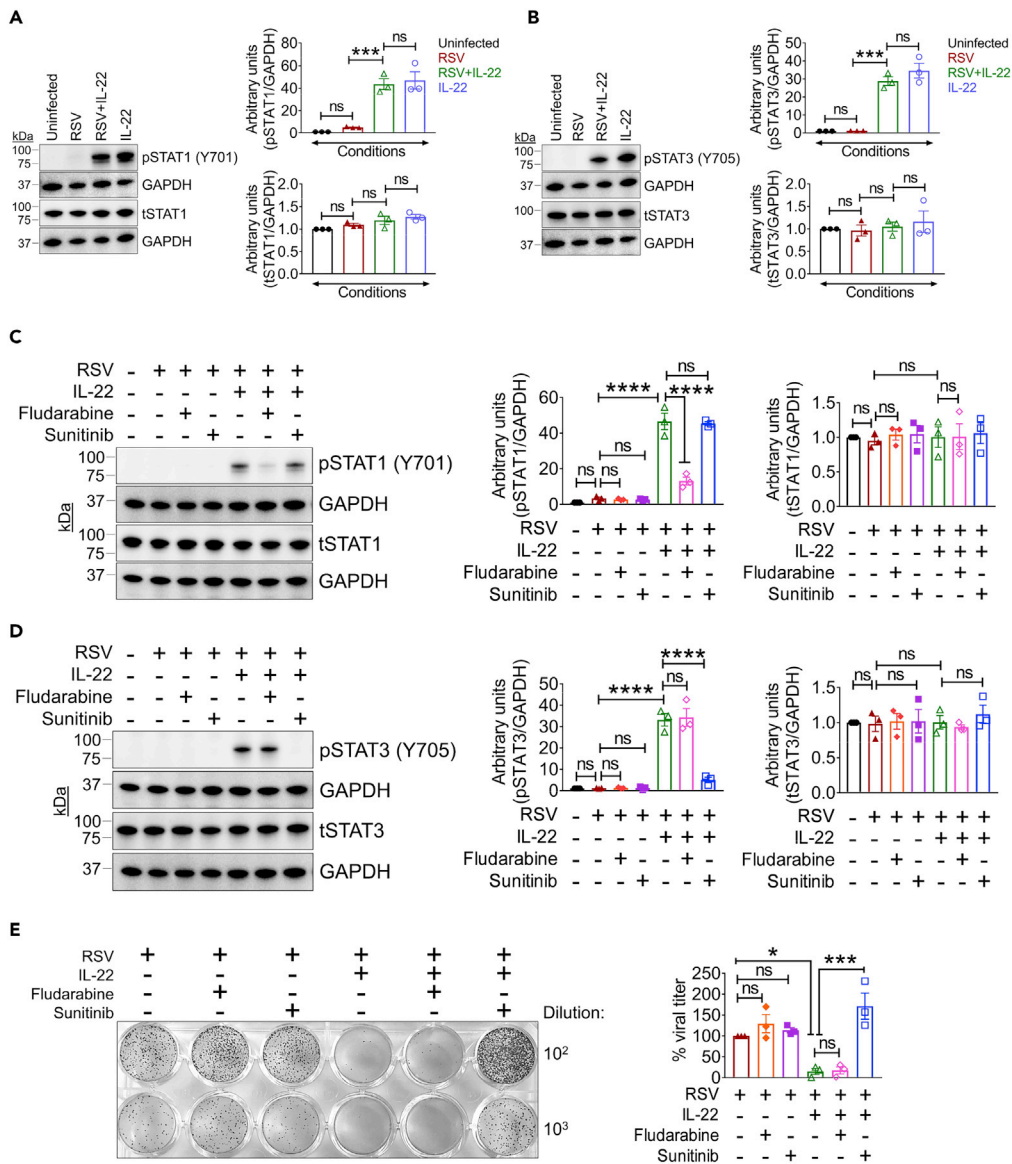 A
B
Uninfected
RSV
RSV+IL-22
IL-22
kDa
100
75
37
100
75
37
pSTAT1 (Y701)
GAPDH
tSTAT1
GAPDH
Arbitrary units
(pSTAT1/GAPDH)
80
60
40
20
0
ns
***
ns
Conditions
Uninfected
RSV
RSV+IL-22
IL-22
Arbitrary units
(tSTAT1/GAPDH)
2.0
1.5
1.0
0.5
0.0
ns
ns
ns
Conditions
Uninfected
RSV
RSV+IL-22
IL-22
kDa
100
75
37
100
75
37
pSTAT3 (Y705)
GAPDH
tSTAT3
GAPDH
Arbitrary units
(pSTAT3/GAPDH)
50
40
30
20
10
0
ns
***
ns
Conditions
Uninfected
RSV
RSV+IL-22
IL-22
Arbitrary units
(tSTAT3/GAPDH)
2.0
1.5
1.0
0.5
0.0
ns
ns
ns
Conditions
C
RSV - + + + + + +
IL-22 - - - - + + +
Fludarabine - - + - - + -
Sunitinib - - - + - - +
kDa
100
75
37
100
75
37
pSTAT1 (Y701)
GAPDH
tSTAT1
GAPDH
Arbitrary units
(pSTAT1/GAPDH)
60
40
20
0
ns
ns
ns
****
****
ns
RSV - + + + + + +
IL-22 - - - - + + +
Fludarabine - - + - - + -
Sunitinib - - - + - - +
Arbitrary units
(tSTAT1/GAPDH)
1.5
1.0
0.5
0.0
ns
ns
ns
ns
RSV - + + + + + +
IL-22 - - - - + + +
Fludarabine - - + - - + -
Sunitinib - - - + - - +
D
RSV - + + + + + +
IL-22 - - - - + + +
Fludarabine - - + - - + -
Sunitinib - - - + - - +
kDa
100
75
37
100
75
37
pSTAT3 (Y705)
GAPDH
tSTAT3
GAPDH
Arbitrary units
(pSTAT3/GAPDH)
50
40
30
20
10
0
ns
ns
ns
****
ns
****
RSV - + + + + + +
IL-22 - - - - + + +
Fludarabine - - + - - + -
Sunitinib - - - + - - +
Arbitrary units
(tSTAT3/GAPDH)
1.5
1.0
0.5
0.0
ns
ns
ns
ns
RSV - + + + + + +
IL-22 - - - - + + +
Fludarabine - - + - - + -
Sunitinib - - - + - - +
E
RSV + + + + + +
IL-22 - - - + + +
Fludarabine - + - - + -
Sunitinib - - + - - +
Dilution:
10²
10³
% viral titer
250
200
150
100
50
0
ns
ns
*
ns
***
RSV + + + + + +
IL-22 - - - + + +
Fludarabine - + - - + -
Sunitinib - - + - - +